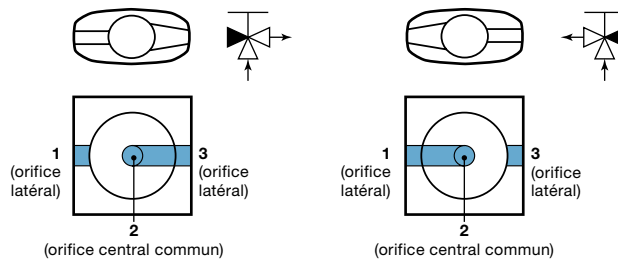 1
(orifice
latéral)
3
(orifice
latéral)
2
(orifice central commun)
1
(orifice
latéral)
3
(orifice
latéral)
2
(orifice central commun)